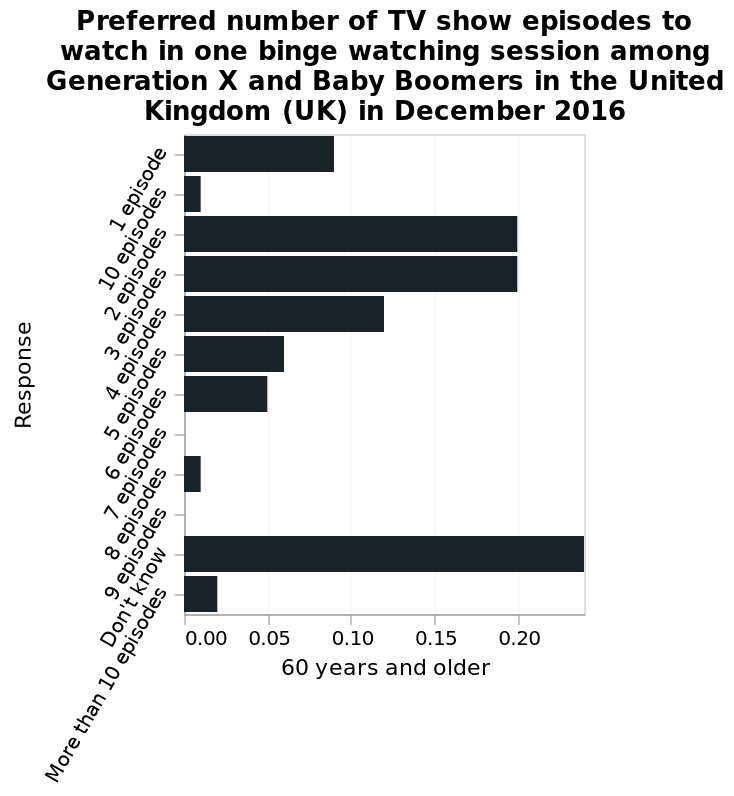 Preferred number of TV show episodes to
watch in one binge watching session among
Generation X and Baby Boomers in the United
Kingdom (UK) in December 2016
Response
1 episode
10 episodes
2 episodes
3 episodes
4 episodes
5 episodes
6 episodes
7 episodes
8 episodes
9 episodes
Don't know
More than 10 episodes
0.00 0.05 0.10 0.15 0.20
60 years and older